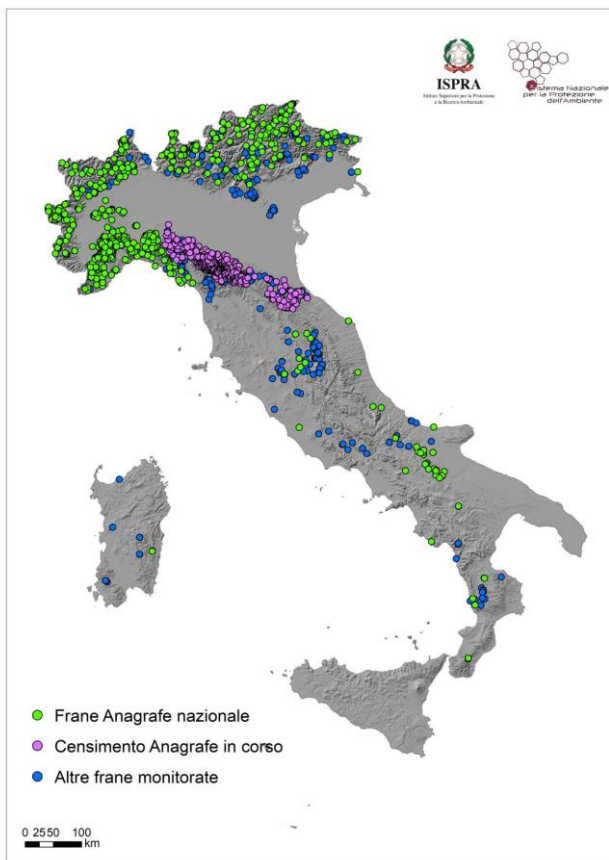 ISPRA
Istituto Superiore per la Protezione
e la Ricerca Ambientale
Sistema Nazionale
per la Protezione
dell'Ambiente
Frane Anagrafe nazionale
Censimento Anagrafe in corso
Altre frane monitorate
0 25 50 100
km